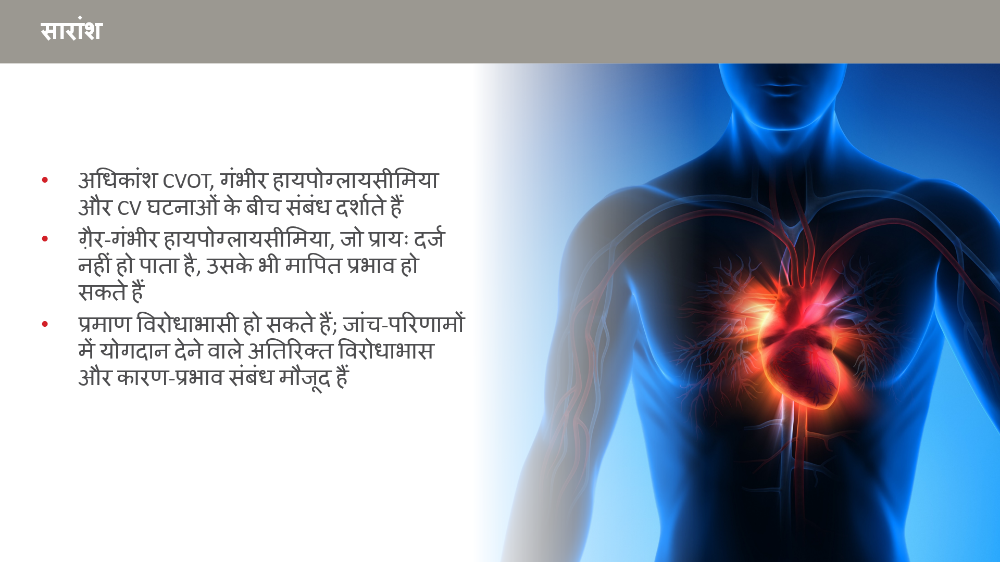 सारांश
• अधिकांश CVOT, गंभीर हायपोग्लायसीमिया
और CV घटनाओं के बीच संबंध दर्शाते हैं
• ग़ैर-गंभीर हायपोग्लायसीमिया, जो प्रायः दर्ज
नहीं हो पाता है, उसके भी मापित प्रभाव हो
सकते हैं
• प्रमाण विरोधाभासी हो सकते हैं; जांच-परिणामों
में योगदान देने वाले अतिरिक्त विरोधाभास
और कारण-प्रभाव संबंध मौजूद हैं